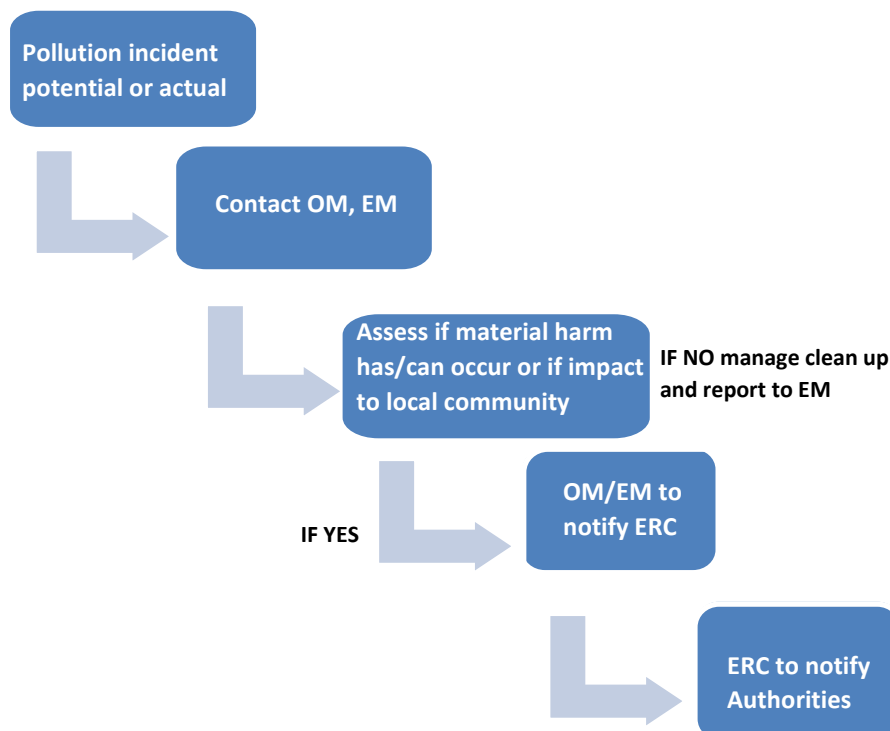 Pollution incident
potential or actual
Contact OM, EM
Assess if material harm
has/can occur or if impact
to local community
IF NO manage clean up
and report to EM
OM/EM to
notify ERC
IF YES
ERC to notify
Authorities